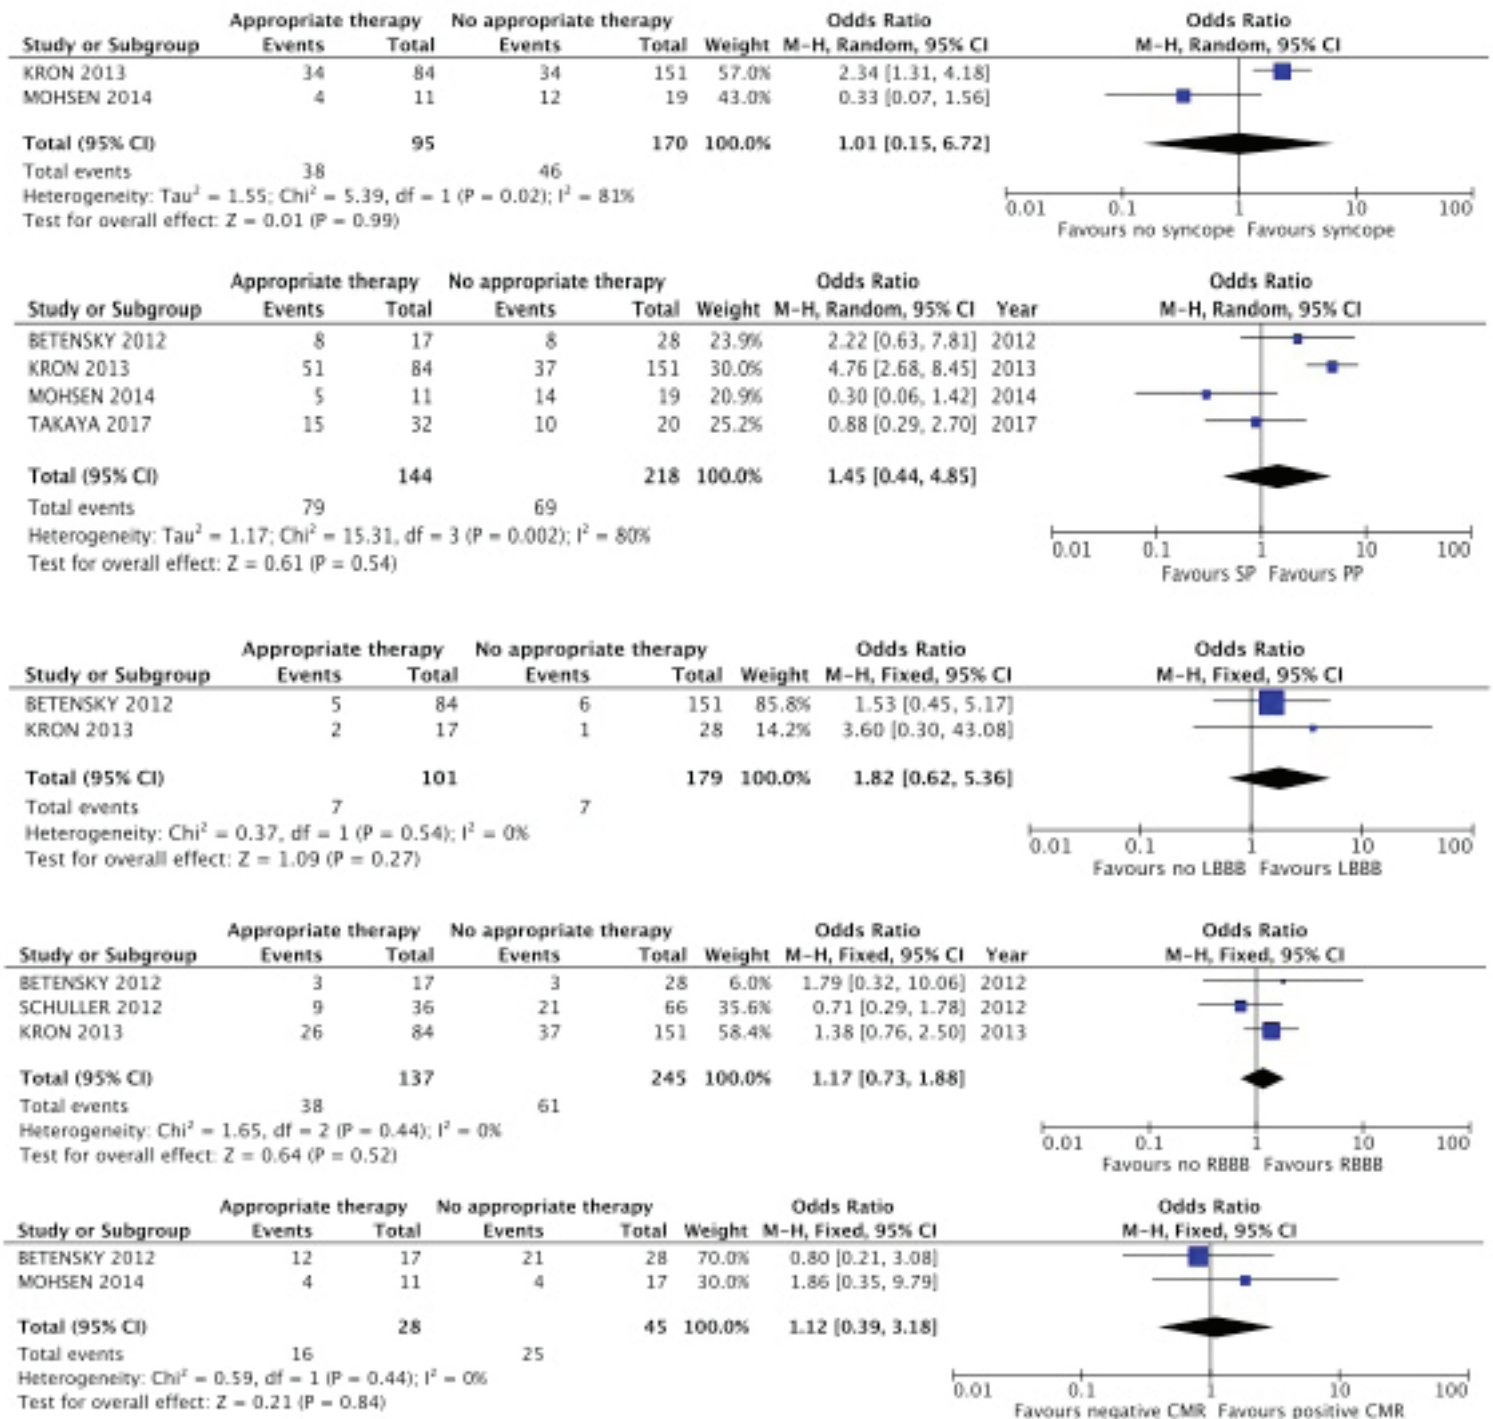 Appropriate therapy No appropriate therapy Odds Ratio Odds Ratio
Study or Subgroup Events Total Events Total Weight M-H, Random, 95% CI M-H, Random, 95% CI
KRON 2013 34 84 34 151 57.0% 2.34 [1.31, 4.18]
MOHSEN 2014 4 11 12 19 43.0% 0.33 [0.07, 1.56]
Total (95% CI) 95 170 100.0% 1.01 [0.15, 6.72]
Total events 38 46
Heterogeneity: Tau² = 1.55; Chi² = 5.39, df = 1 (P = 0.02); I² = 81%
Test for overall effect: Z = 0.01 (P = 0.99)
0.01 0.1 1 10 100
Favours no syncope Favours syncope
Appropriate therapy No appropriate therapy Odds Ratio Odds Ratio
Study or Subgroup Events Total Events Total Weight M-H, Random, 95% CI Year M-H, Random, 95% CI
BETENSKY 2012 8 17 8 28 23.9% 2.22 [0.63, 7.81] 2012
KRON 2013 51 84 37 151 30.0% 4.76 [2.68, 8.45] 2013
MOHSEN 2014 5 11 14 19 20.9% 0.30 [0.06, 1.42] 2014
TAKAYA 2017 15 32 10 20 25.2% 0.88 [0.29, 2.70] 2017
Total (95% CI) 144 218 100.0% 1.45 [0.44, 4.85]
Total events 79 69
Heterogeneity: Tau² = 1.17; Chi² = 15.31, df = 3 (P = 0.002); I² = 80%
Test for overall effect: Z = 0.61 (P = 0.54)
0.01 0.1 1 10 100
Favours SP Favours PP
Appropriate therapy No appropriate therapy Odds Ratio Odds Ratio
Study or Subgroup Events Total Events Total Weight M-H, Fixed, 95% CI M-H, Fixed, 95% CI
BETENSKY 2012 5 84 6 151 85.8% 1.53 [0.45, 5.17]
KRON 2013 2 17 1 28 14.2% 3.60 [0.30, 43.08]
Total (95% CI) 101 179 100.0% 1.82 [0.62, 5.36]
Total events 7 7
Heterogeneity: Chi² = 0.37, df = 1 (P = 0.54); I² = 0%
Test for overall effect: Z = 1.09 (P = 0.27)
0.01 0.1 1 10 100
Favours no LBBB Favours LBBB
Appropriate therapy No appropriate therapy Odds Ratio Odds Ratio
Study or Subgroup Events Total Events Total Weight M-H, Fixed, 95% CI Year M-H, Fixed, 95% CI
BETENSKY 2012 3 17 3 28 6.0% 1.79 [0.32, 10.06] 2012
SCHULLER 2012 9 36 21 66 35.6% 0.71 [0.29, 1.78] 2012
KRON 2013 26 84 37 151 58.4% 1.38 [0.76, 2.50] 2013
Total (95% CI) 137 245 100.0% 1.17 [0.73, 1.88]
Total events 38 61
Heterogeneity: Chi² = 1.65, df = 2 (P = 0.44); I² = 0%
Test for overall effect: Z = 0.64 (P = 0.52)
0.01 0.1 1 10 100
Favours no RBBB Favours RBBB
Appropriate therapy No appropriate therapy Odds Ratio Odds Ratio
Study or Subgroup Events Total Events Total Weight M-H, Fixed, 95% CI M-H, Fixed, 95% CI
BETENSKY 2012 12 17 21 28 70.0% 0.80 [0.21, 3.08]
MOHSEN 2014 4 11 4 17 30.0% 1.86 [0.35, 9.79]
Total (95% CI) 28 45 100.0% 1.12 [0.39, 3.18]
Total events 16 25
Heterogeneity: Chi² = 0.59, df = 1 (P = 0.44); I² = 0%
Test for overall effect: Z = 0.21 (P = 0.84)
0.01 0.1 1 10 100
Favours negative CMR Favours positive CMR